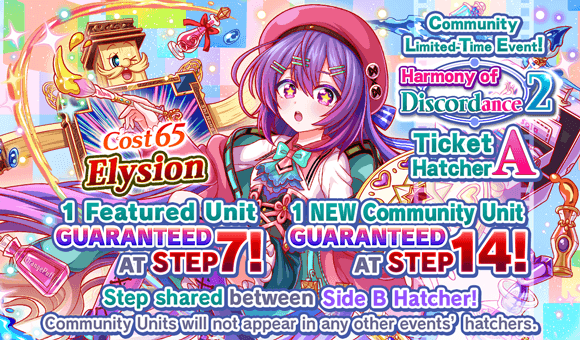 Community
Limited-Time Event!
Harmony of
Discordance 2
Ticket
Hatcher A
Cost 65
Elysion
1 Featured Unit
GUARANTEED
AT STEP 7!
1 NEW Community Unit
GUARANTEED
AT STEP 14!
Step shared between Side B Hatcher!
Community Units will not appear in any other events' hatchers.